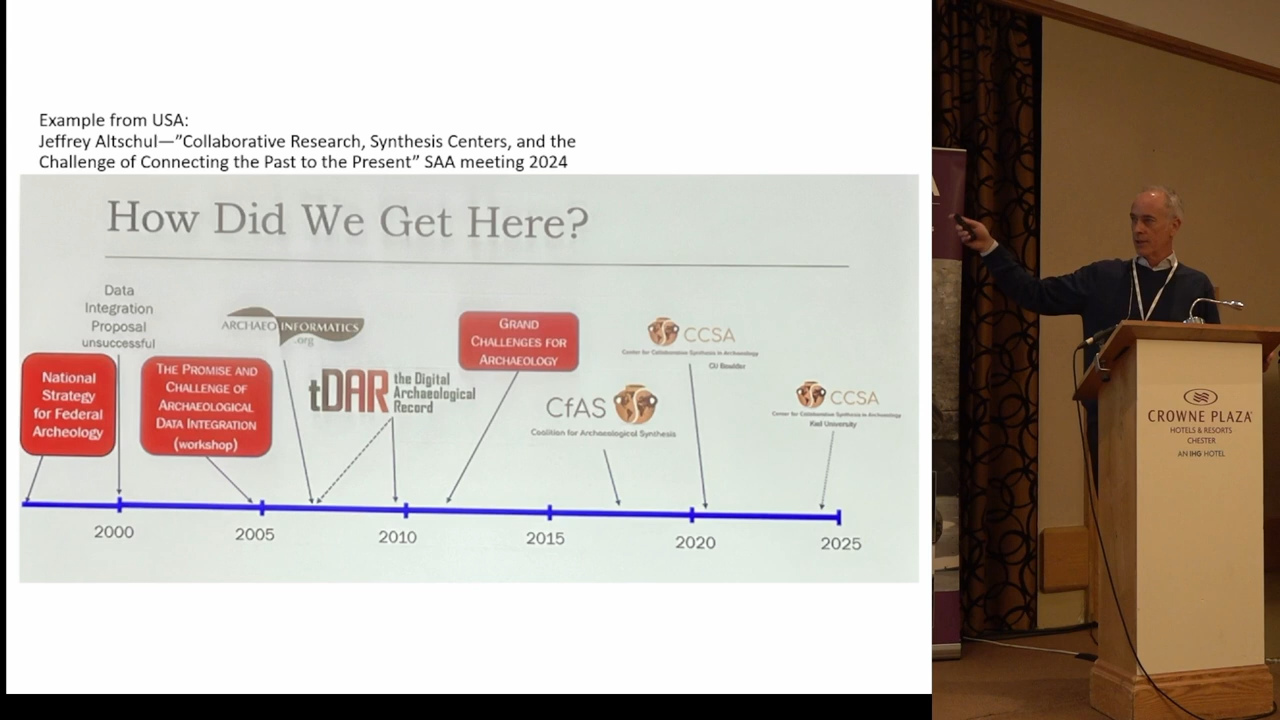 Example from USA:
Jeffrey Altschul—”Collaborative Research, Synthesis Centers, and the
Challenge of Connecting the Past to the Present” SAA meeting 2024
How Did We Get Here?
Data
Integration
Proposal
unsuccessful
National
Strategy
for Federal
Archeology
THE PROMISE AND
CHALLENGE OF
ARCHAEOLOGICAL
DATA INTEGRATION
(workshop)
ARCHAEO INFORMATICS
.org
tDAR the Digital
Archaeological
Record
GRAND
CHALLENGES FOR
ARCHAEOLOGY
CfAS
Coalition for Archaeological Synthesis
CCSA
Center for Collaborative Synthesis in Archaeology
CU Boulder
CCSA
Center for Collaborative Synthesis in Archaeology
Kiel University
2000
2005
2010
2015
2020
2025
CROWNE PLAZA
HOTELS & RESORTS
CHESTER
AN IHG HOTEL